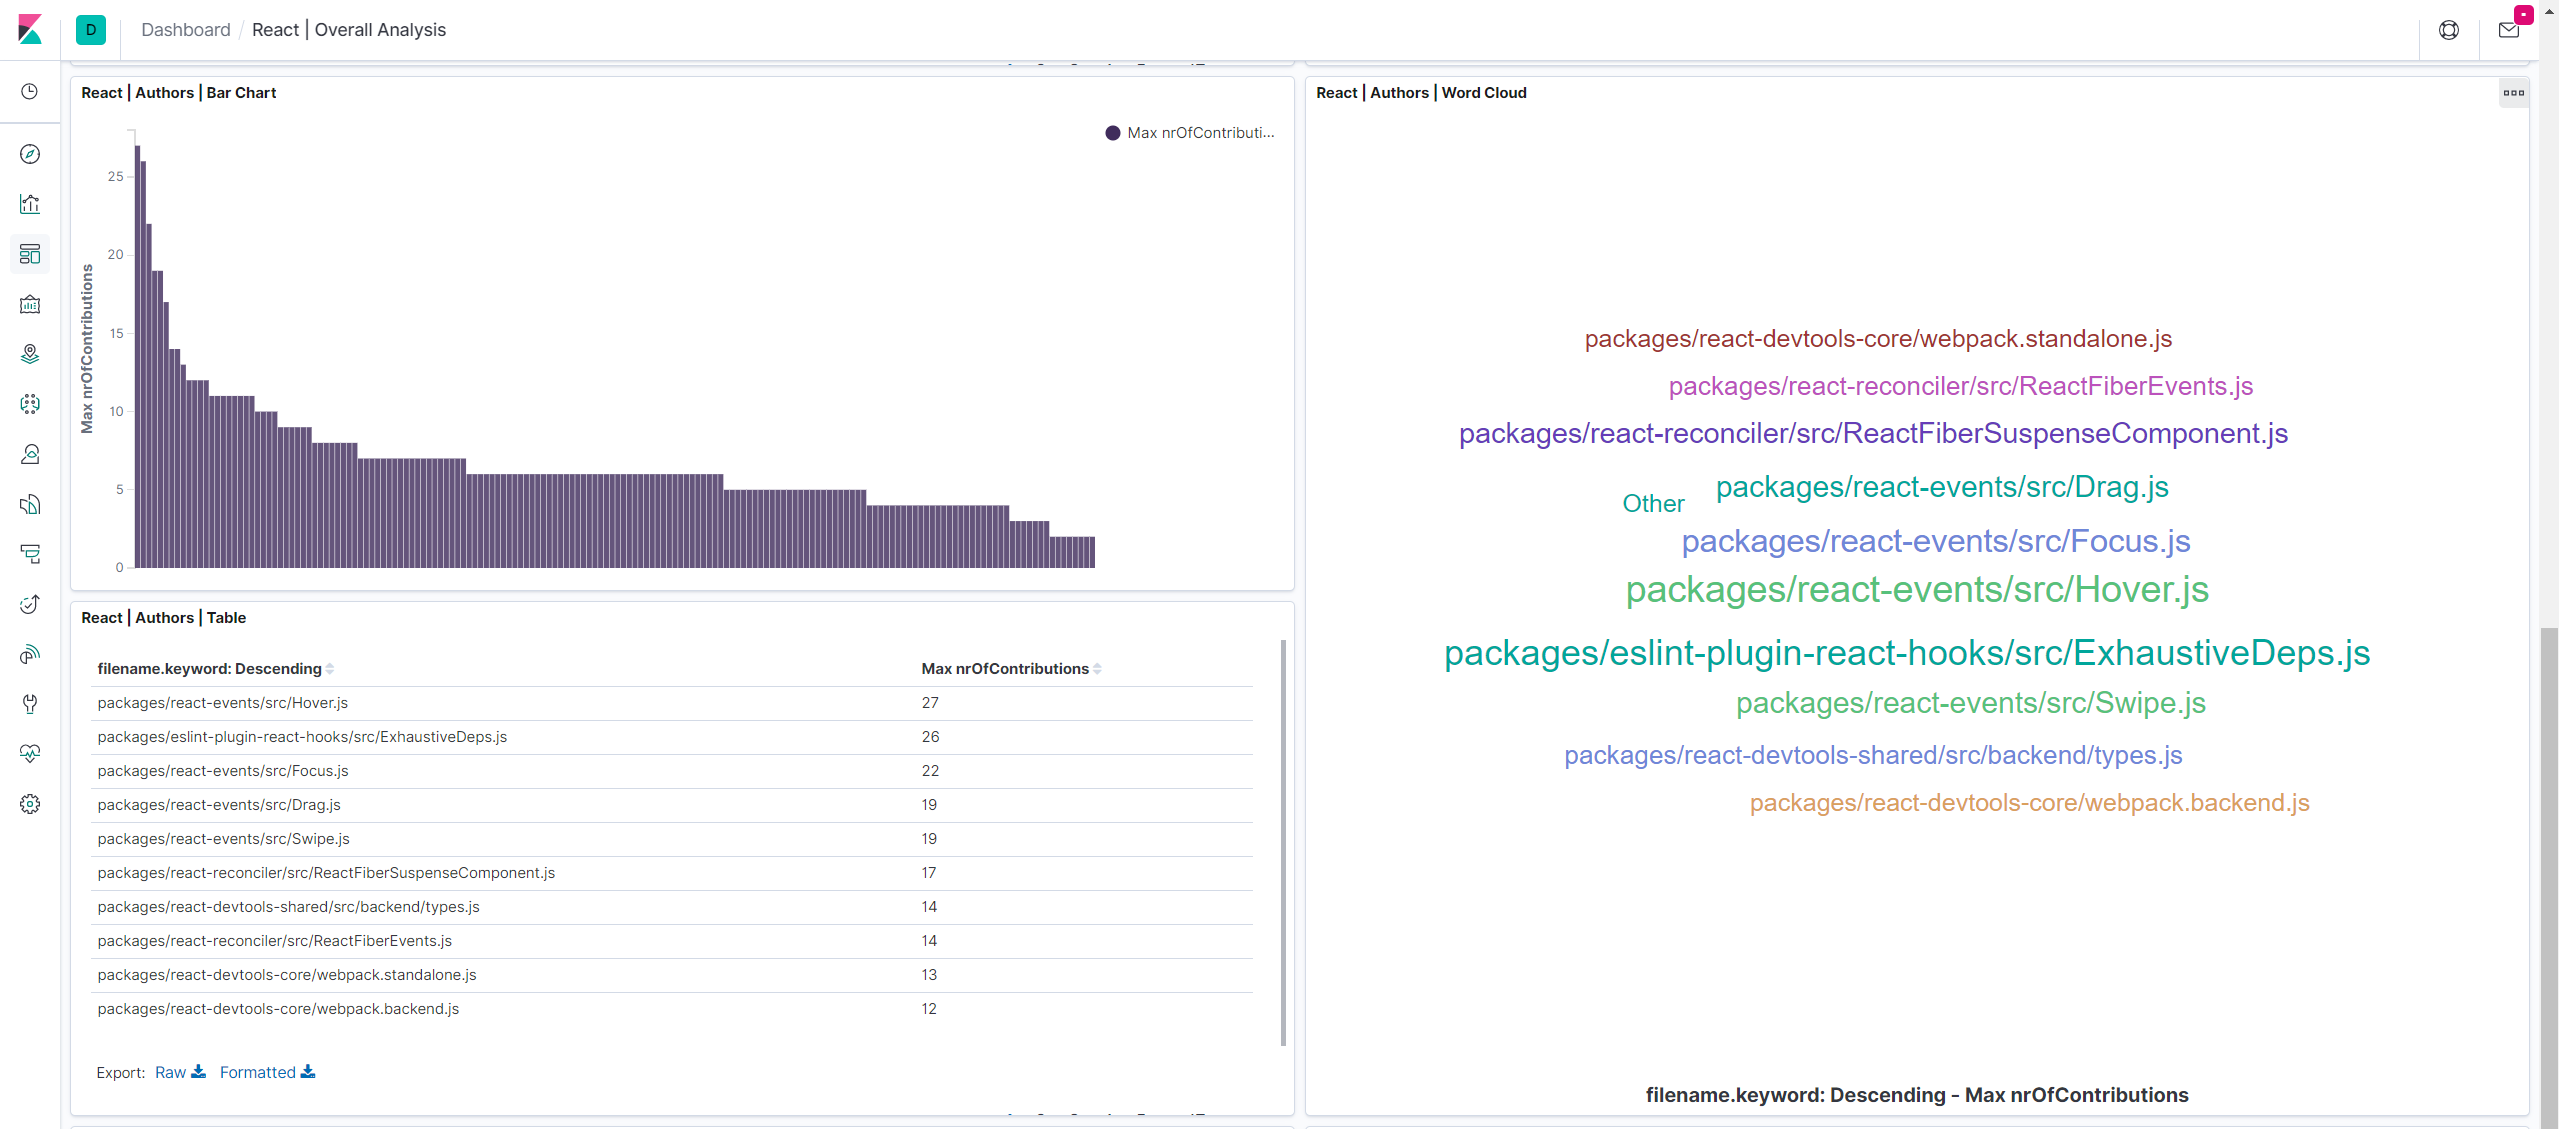 D
Dashboard / React | Overall Analysis
React | Authors | Bar Chart
Max nrOfContributi...
25
20
15
10
5
0
Max nrOfContributions
React | Authors | Table
filename.keyword: Descending Max nrOfContributions
packages/react-events/src/Hover.js 27
packages/eslint-plugin-react-hooks/src/ExhaustiveDeps.js 26
packages/react-events/src/Focus.js 22
packages/react-events/src/Drag.js 19
packages/react-events/src/Swipe.js 19
packages/react-reconciler/src/ReactFiberSuspenseComponent.js 17
packages/react-devtools-shared/src/backend/types.js 14
packages/react-reconciler/src/ReactFiberEvents.js 14
packages/react-devtools-core/webpack.standalone.js 13
packages/react-devtools-core/webpack.backend.js 12
Export: Raw Formatted
React | Authors | Word Cloud
packages/react-devtools-core/webpack.standalone.js
packages/react-reconciler/src/ReactFiberEvents.js
packages/react-reconciler/src/ReactFiberSuspenseComponent.js
packages/react-events/src/Drag.js
Other
packages/react-events/src/Focus.js
packages/react-events/src/Hover.js
packages/eslint-plugin-react-hooks/src/ExhaustiveDeps.js
packages/react-events/src/Swipe.js
packages/react-devtools-shared/src/backend/types.js
packages/react-devtools-core/webpack.backend.js
filename.keyword: Descending - Max nrOfContributions